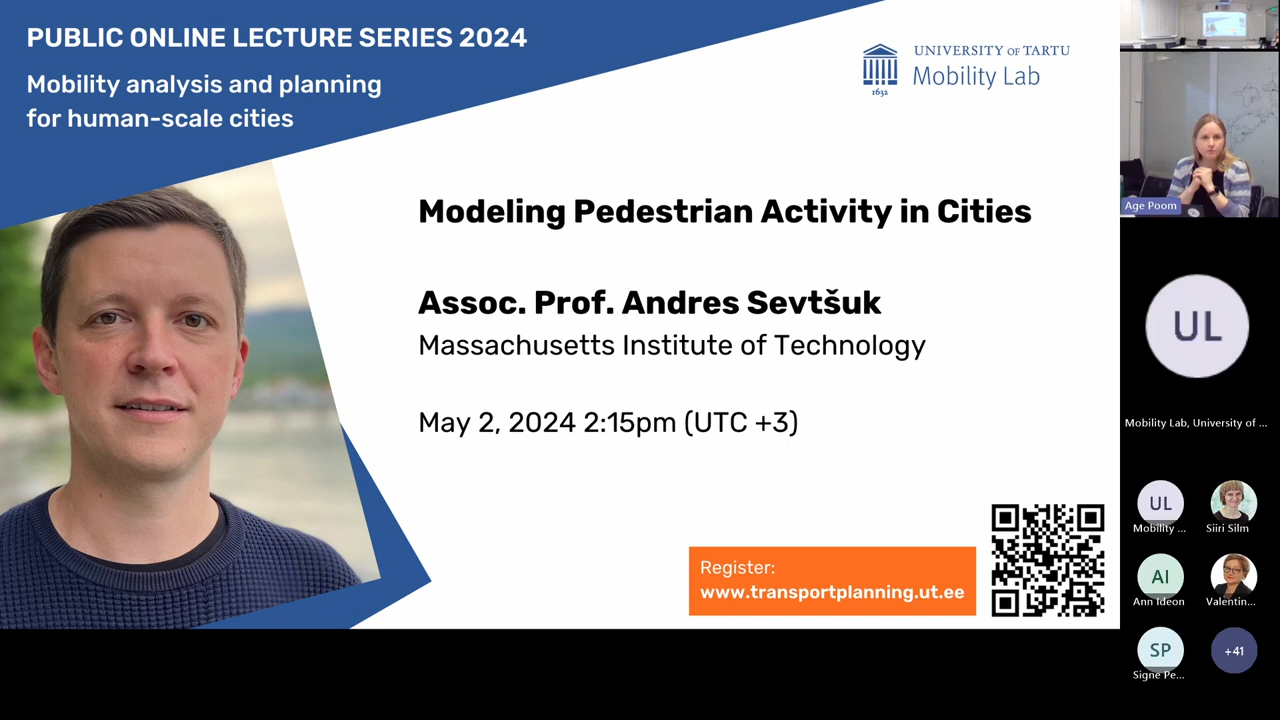 PUBLIC ONLINE LECTURE SERIES 2024
Mobility analysis and planning
for human-scale cities
UNIVERSITY OF TARTU
Mobility Lab
1632
Modeling Pedestrian Activity in Cities
Assoc. Prof. Andres Sevtšuk
Massachusetts Institute of Technology
May 2, 2024 2:15pm (UTC +3)
Register:
www.transportplanning.ut.ee
Age Poom
UL
Mobility Lab, University of ...
UL
Mobility ...
Siiri Silm
AI
Ann Ideon
Valentin...
SP
Signe Pe...
+41